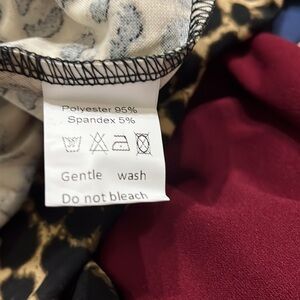 Polyester 95%
Spandex 5%
Gentle wash
Do not bleach